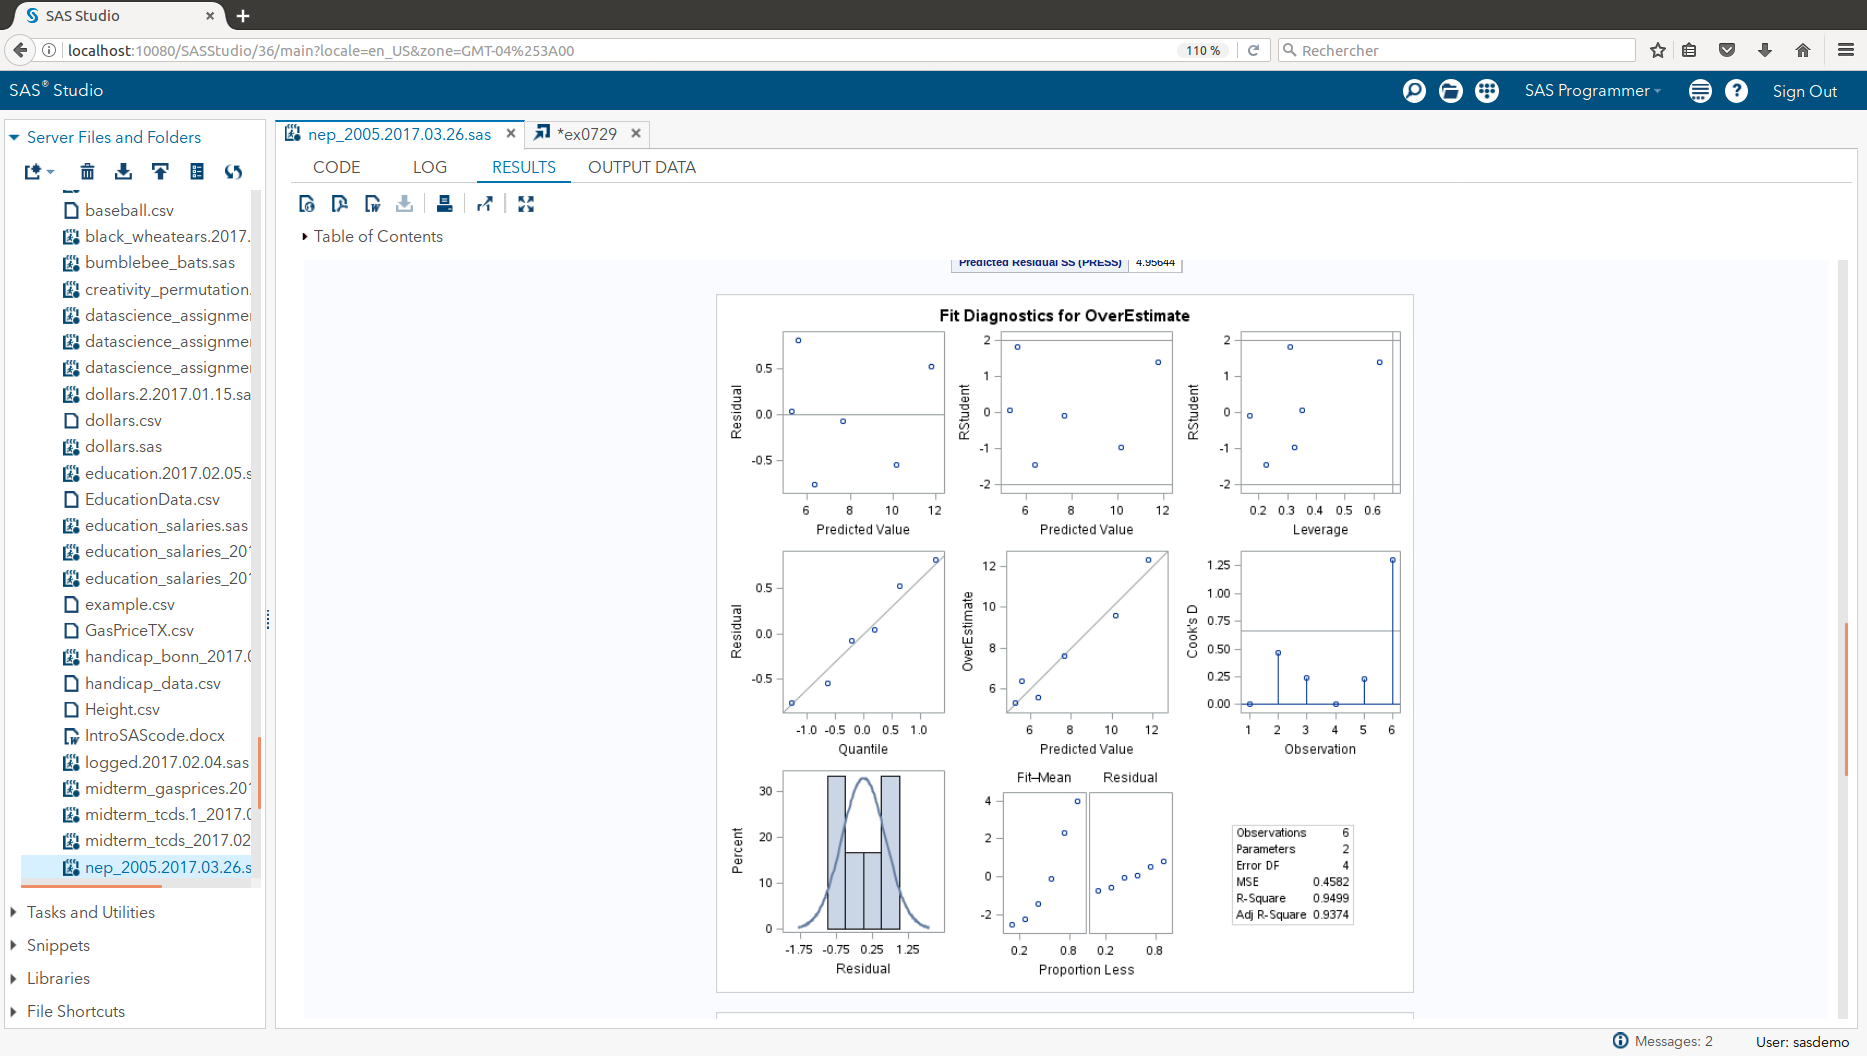 SAS Studio
localhost:10080/SASStudio/36/main?locale=en_US&zone=GMT-04%253A00
110 %
Rechercher
SAS® Studio
SAS Programmer
Sign Out
Server Files and Folders
baseball.csv
black_wheatears.2017.
bumblebee_bats.sas
creativity_permutation.
datascience_assignme
datascience_assignme
datascience_assignme
dollars.2.2017.01.15.sa
dollars.csv
dollars.sas
education.2017.02.05.s
EducationData.csv
education_salaries.sas
education_salaries_201
education_salaries_201
example.csv
GasPriceTX.csv
handicap_bonn_2017.0
handicap_data.csv
Height.csv
IntroSAScode.docx
logged.2017.02.04.sas
midterm_gasprices.201
midterm_tcds.1_2017.0
midterm_tcds_2017.02
nep_2005.2017.03.26.s
Tasks and Utilities
Snippets
Libraries
File Shortcuts
nep_2005.2017.03.26.sas
*ex0729
CODE LOG RESULTS OUTPUT DATA
Table of Contents
Predicted Residual SS (PRESS) 4.95644
Fit Diagnostics for OverEstimate
Residual
0.5
0.0
-0.5
6 8 10 12
Predicted Value
RStudent
2
1
0
-1
-2
6 8 10 12
Predicted Value
RStudent
2
1
0
-1
-2
0.2 0.3 0.4 0.5 0.6
Leverage
Residual
0.5
0.0
-0.5
-1.0 -0.5 0.0 0.5 1.0
Quantile
OverEstimate
12
10
8
6
6 8 10 12
Predicted Value
Cook's D
1.25
1.00
0.75
0.50
0.25
0.00
1 2 3 4 5 6
Observation
Percent
30
20
10
0
-1.75 -0.75 0.25 1.25
Residual
Fit–Mean Residual
4
2
0
-2
0.2 0.8 0.2 0.8
Proportion Less
Observations 6
Parameters 2
Error DF 4
MSE 0.4582
R-Square 0.9499
Adj R-Square 0.9374
Messages: 2
User: sasdemo